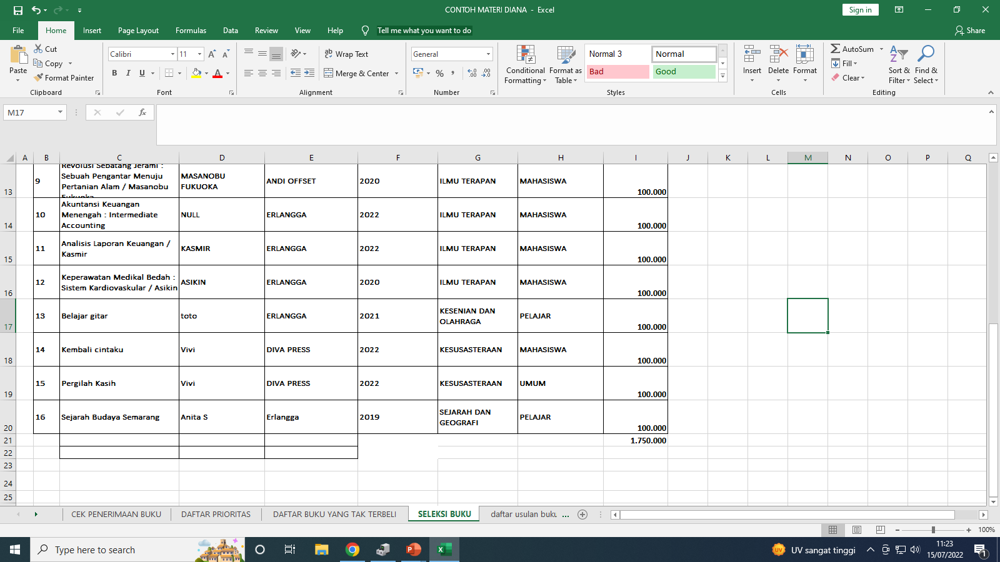 CONTOH MATERI DIANA - Excel
Sign in
File Home Insert Page Layout Formulas Data Review View Help Tell me what you want to do Share
Paste
Cut
Copy
Format Painter
Clipboard
Calibri 11
B I U
Font
Wrap Text
Merge & Center
Alignment
General
Number
Conditional Formatting
Format as Table
Normal 3 Normal
Bad Good
Styles
Insert Delete Format
Cells
AutoSum
Fill
Clear
Sort & Filter
Find & Select
Editing
M17
fx
A B C D E F G H I J K L M N O P Q
13 9 Revolusi Sebatang Jerami : Sebuah Pengantar Menuju Pertanian Alam / Masanobu Fukuoka MASANOBU FUKUOKA ANDI OFFSET 2020 ILMU TERAPAN MAHASISWA 100.000
14 10 Akuntansi Keuangan Menengah : Intermediate Accounting NULL ERLANGGA 2022 ILMU TERAPAN MAHASISWA 100.000
15 11 Analisis Laporan Keuangan / Kasmir KASMIR ERLANGGA 2022 ILMU TERAPAN MAHASISWA 100.000
16 12 Keperawatan Medikal Bedah : Sistem Kardiovaskular / Asikin ASIKIN ERLANGGA 2020 ILMU TERAPAN MAHASISWA 100.000
17 13 Belajar gitar toto ERLANGGA 2021 KESENIAN DAN OLAHRAGA PELAJAR 100.000
18 14 Kembali cintaku Vivi DIVA PRESS 2022 KESUSASTERAAN MAHASISWA 100.000
19 15 Pergilah Kasih Vivi DIVA PRESS 2022 KESUSASTERAAN UMUM 100.000
20 16 Sejarah Budaya Semarang Anita S Erlangga 2019 SEJARAH DAN GEOGRAFI PELAJAR 100.000
21 1.750.000
22
23
24
25
CEK PENERIMAAN BUKU DAFTAR PRIORITAS DAFTAR BUKU YANG TAK TERBELI SELEKSI BUKU daftar usulan buku ...
100%
Type here to search
UV sangat tinggi
11:23
15/07/2022
1